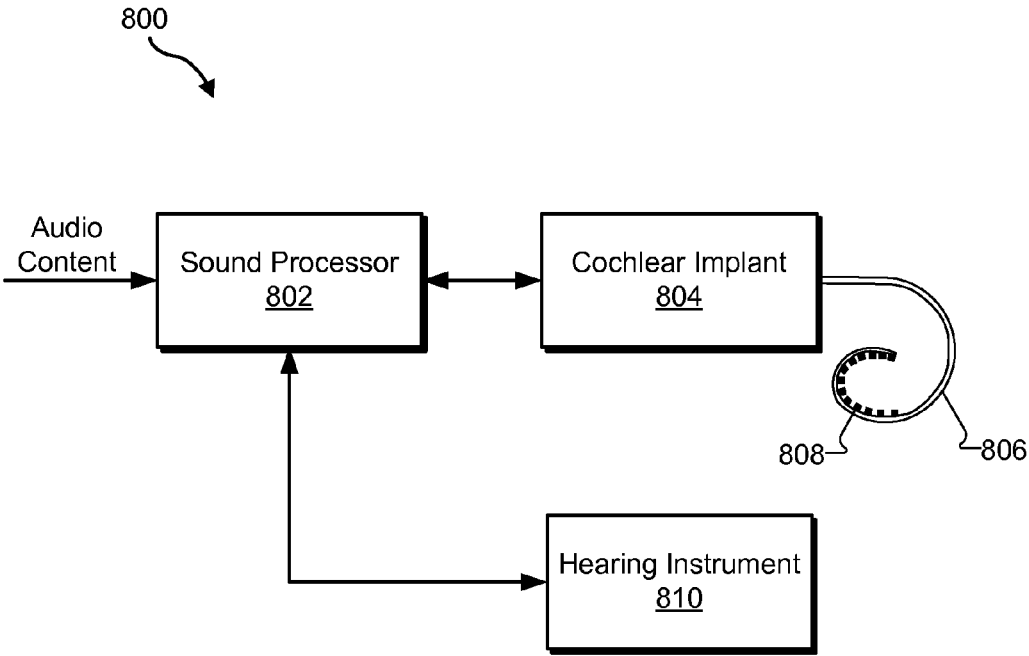 800
Audio
Content
Sound Processor
802
Cochlear Implant
804
808
806
Hearing Instrument
810